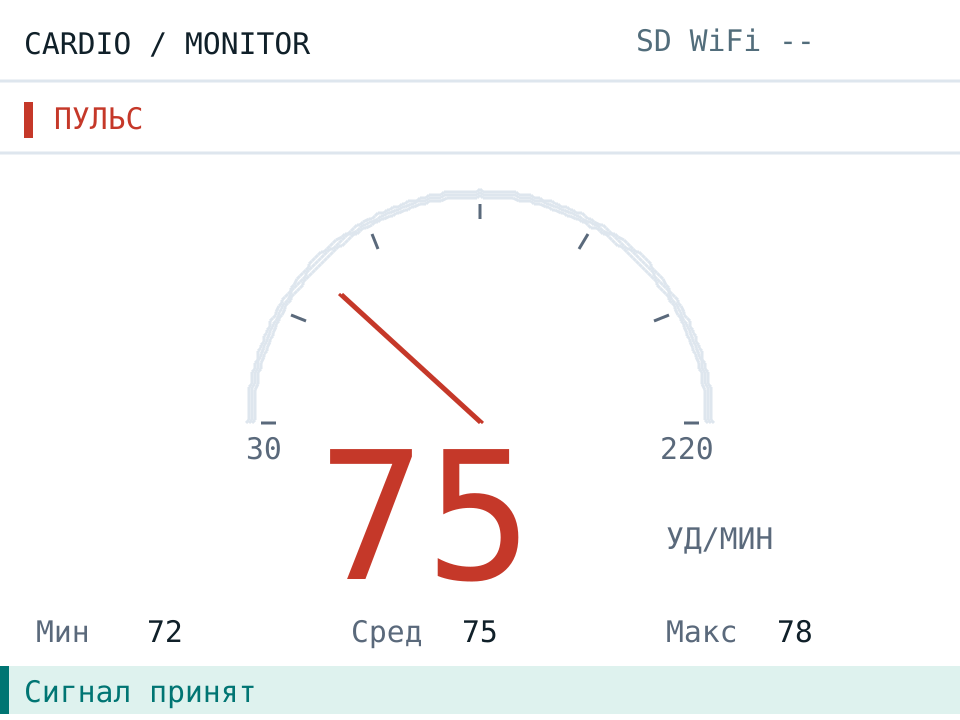 CARDIO / MONITOR SD WiFi --
ПУЛЬС
30 220
75
УД/МИН
Мин 72 Сред 75 Макс 78
Сигнал принят